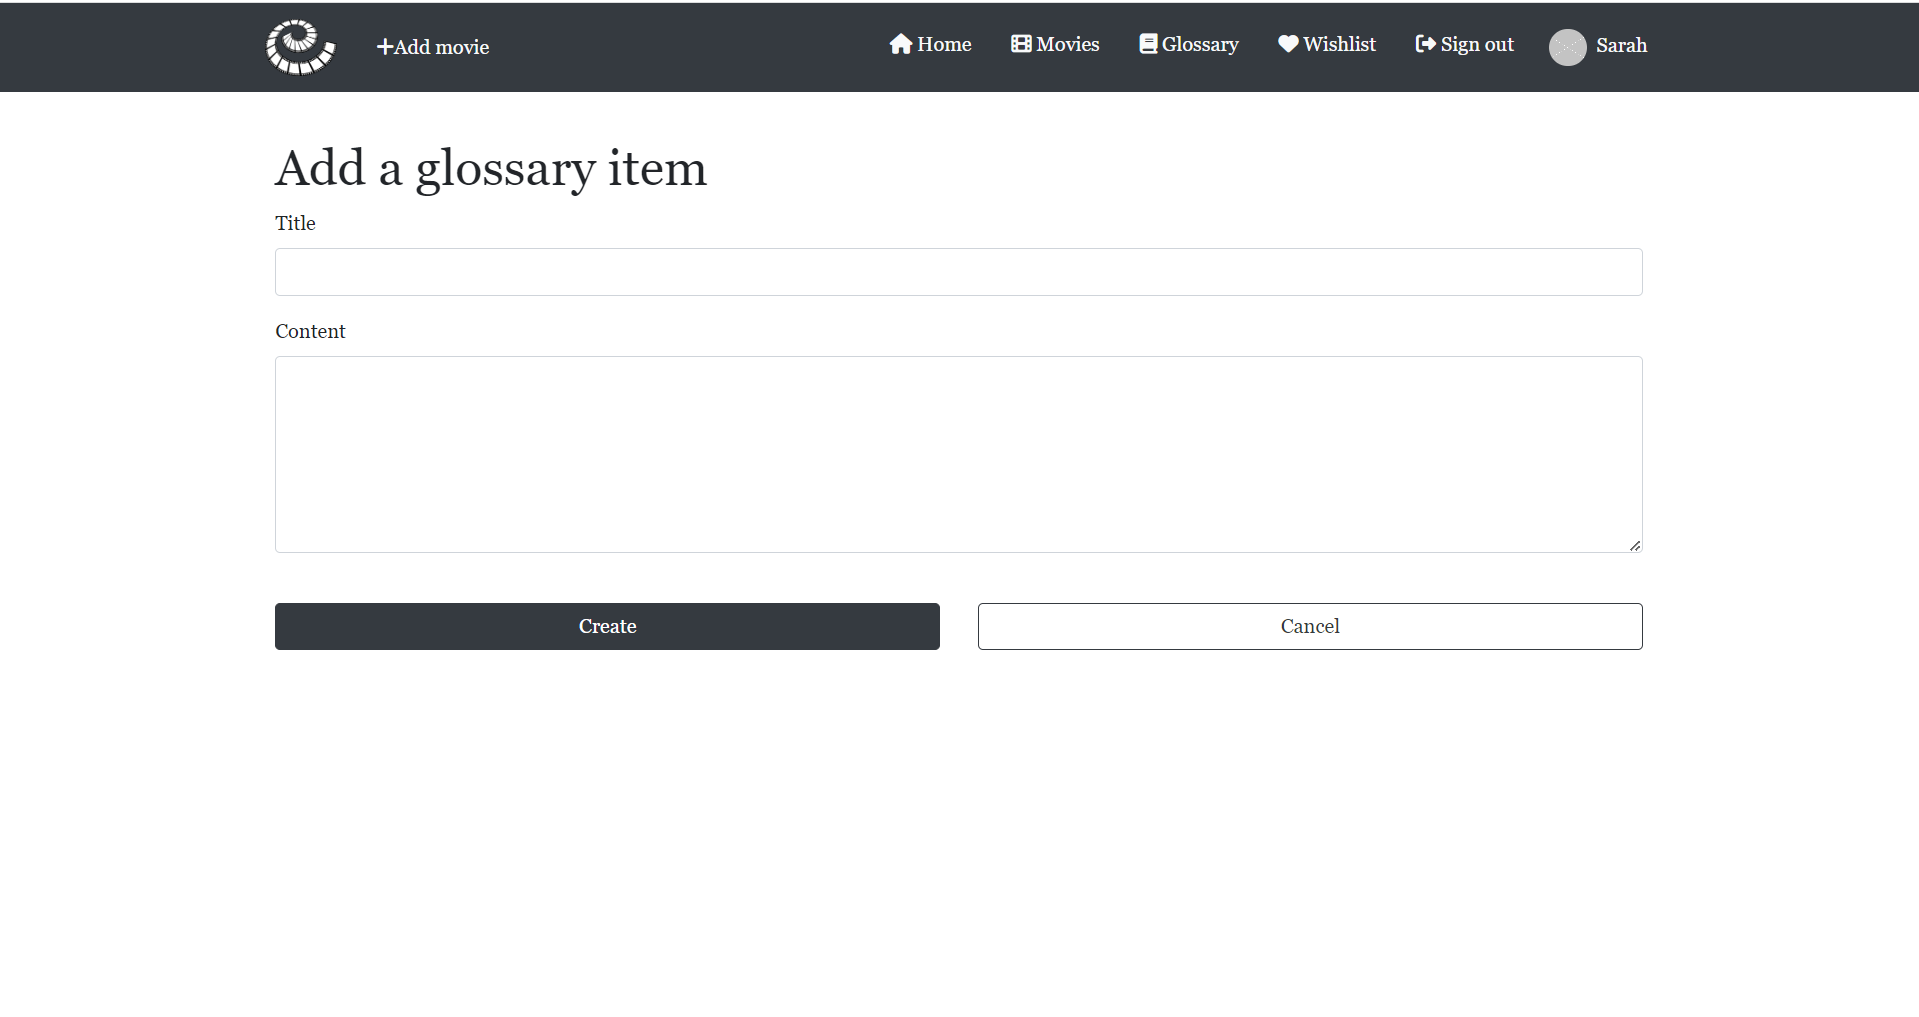 Add movie
Home Movies Glossary Wishlist Sign out Sarah
Add a glossary item
Title
Content
Create Cancel